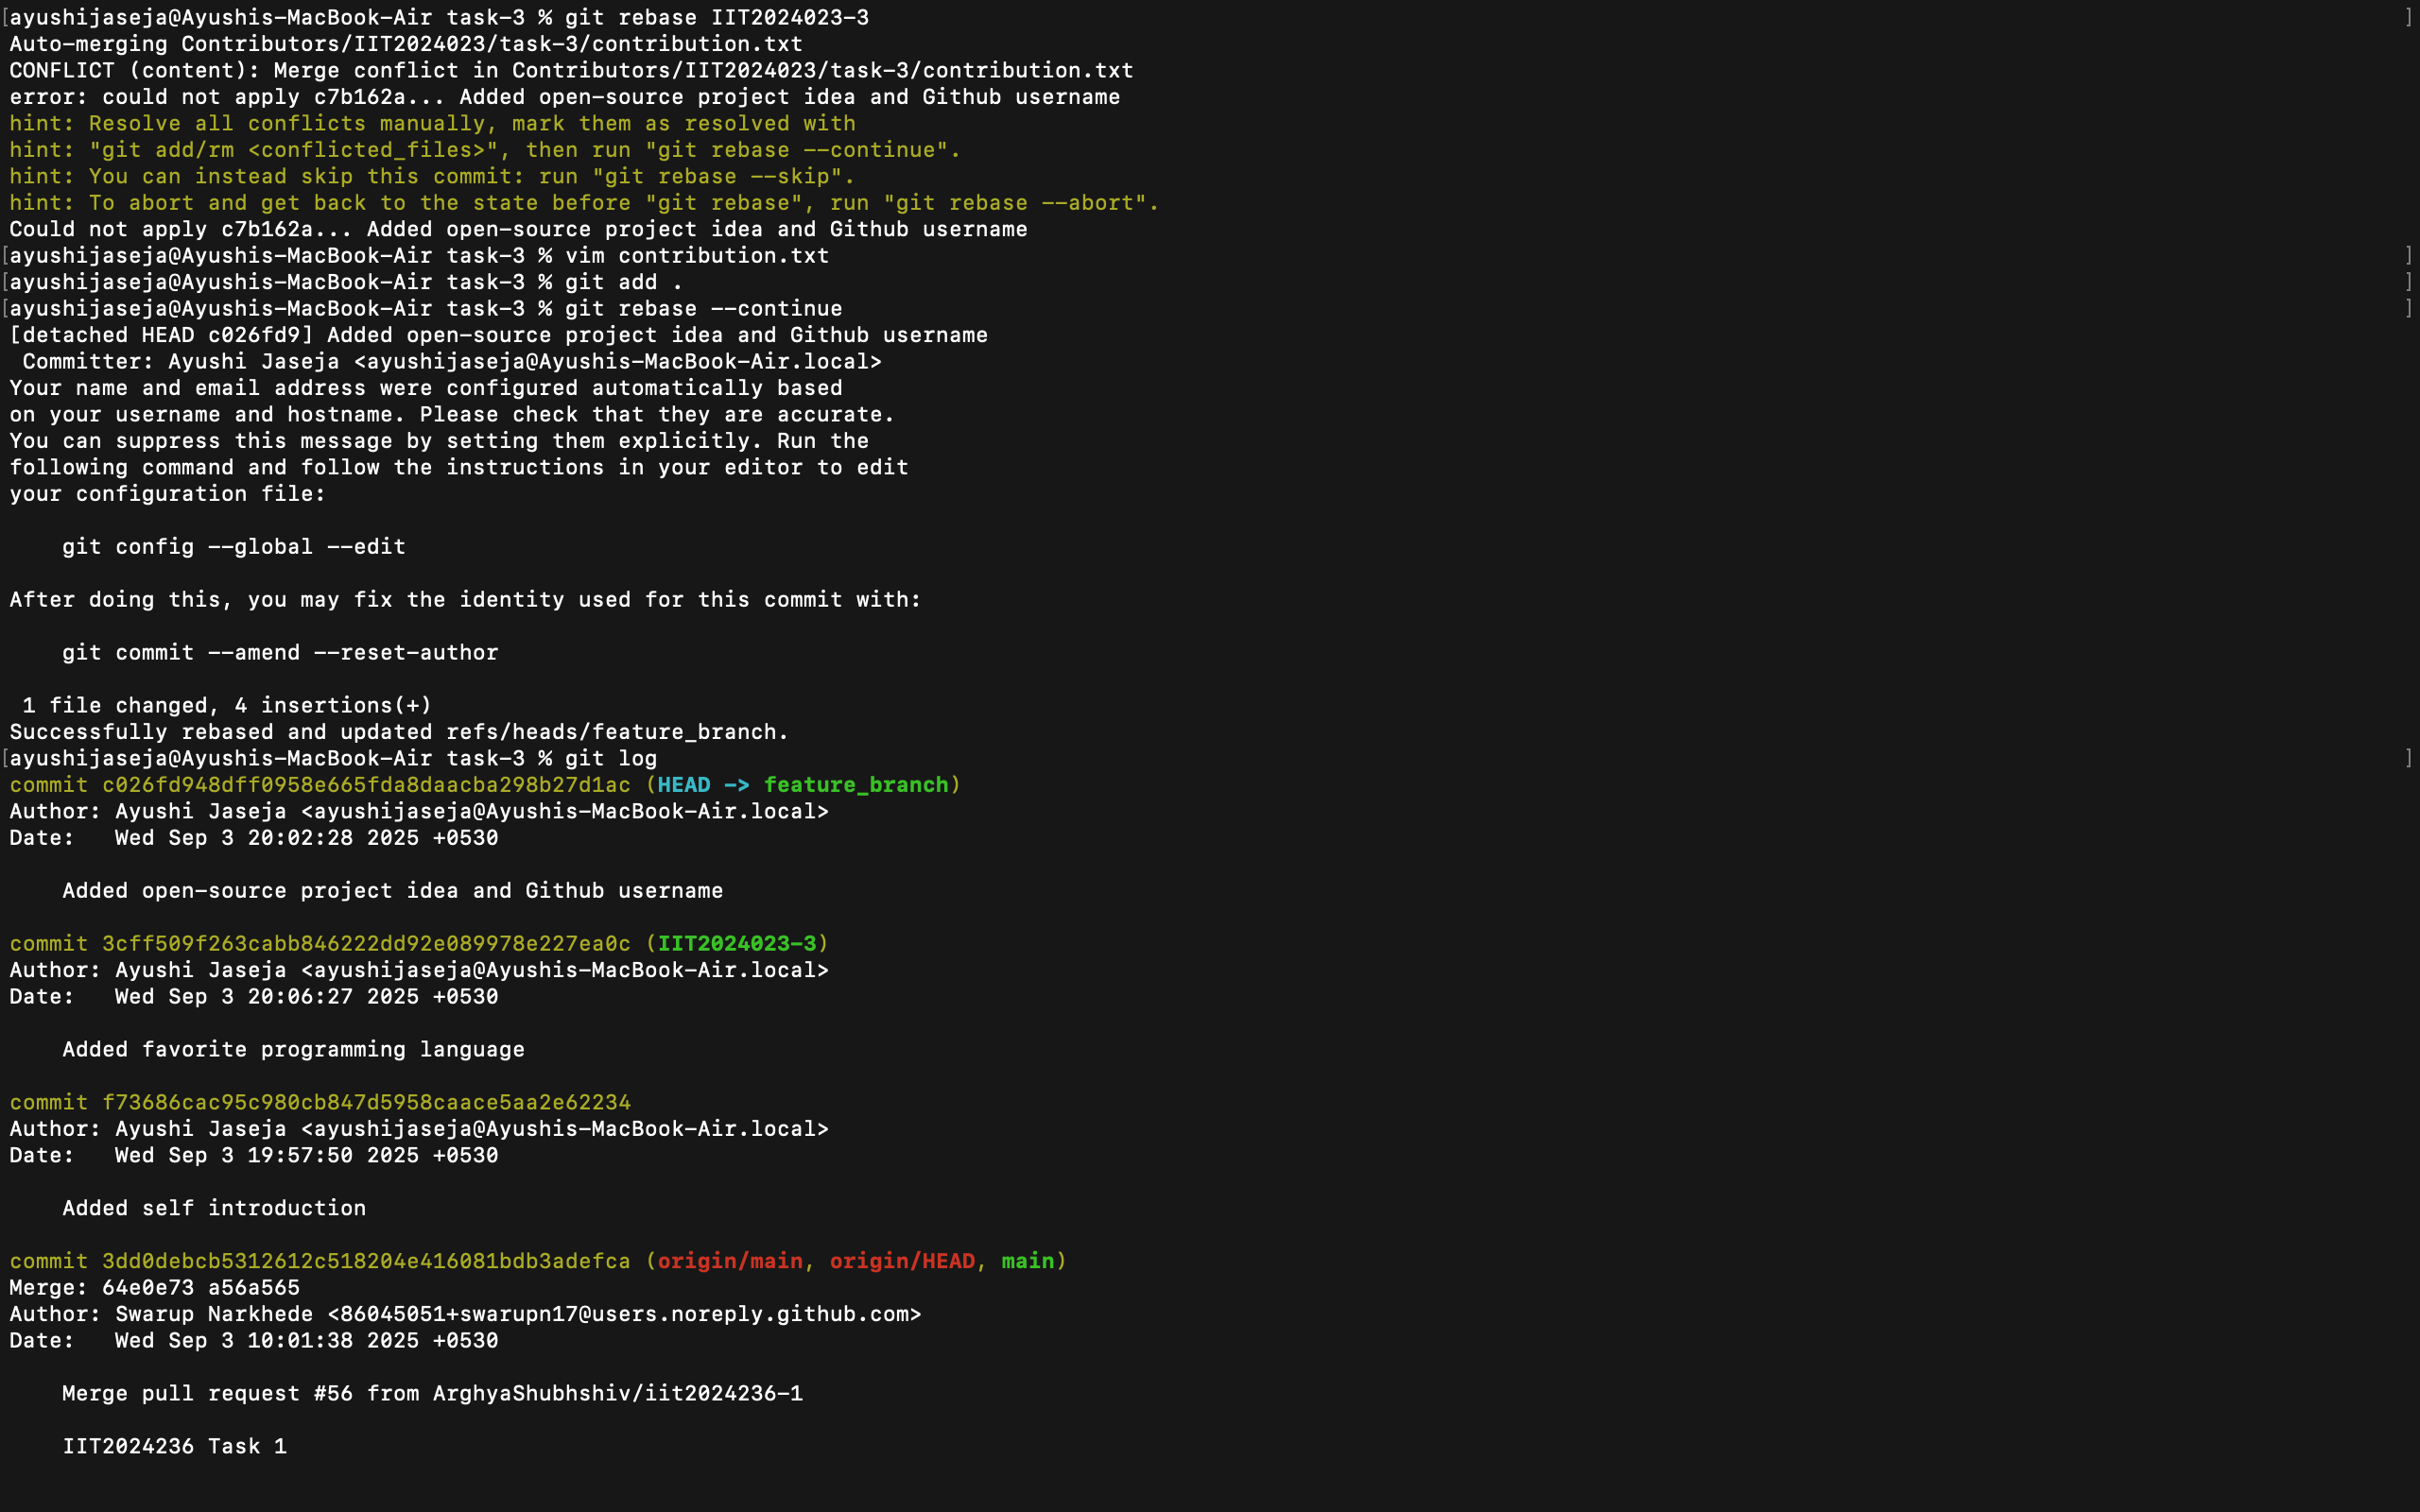 [ayushijaseja@Ayushis-MacBook-Air task-3 % git rebase IIT2024023-3 ]
Auto-merging Contributors/IIT2024023/task-3/contribution.txt
CONFLICT (content): Merge conflict in Contributors/IIT2024023/task-3/contribution.txt
error: could not apply c7b162a... Added open-source project idea and Github username
hint: Resolve all conflicts manually, mark them as resolved with
hint: "git add/rm <conflicted_files>", then run "git rebase --continue".
hint: You can instead skip this commit: run "git rebase --skip".
hint: To abort and get back to the state before "git rebase", run "git rebase --abort".
Could not apply c7b162a... Added open-source project idea and Github username
[ayushijaseja@Ayushis-MacBook-Air task-3 % vim contribution.txt ]
[ayushijaseja@Ayushis-MacBook-Air task-3 % git add . ]
[ayushijaseja@Ayushis-MacBook-Air task-3 % git rebase --continue ]
[detached HEAD c026fd9] Added open-source project idea and Github username
 Committer: Ayushi Jaseja <ayushijaseja@Ayushis-MacBook-Air.local>
Your name and email address were configured automatically based
on your username and hostname. Please check that they are accurate.
You can suppress this message by setting them explicitly. Run the
following command and follow the instructions in your editor to edit
your configuration file:
    git config --global --edit
After doing this, you may fix the identity used for this commit with:
    git commit --amend --reset-author
 1 file changed, 4 insertions(+)
Successfully rebased and updated refs/heads/feature_branch.
[ayushijaseja@Ayushis-MacBook-Air task-3 % git log ]
commit c026fd948dff0958e665fda8daacba298b27d1ac (HEAD -> feature_branch)
Author: Ayushi Jaseja <ayushijaseja@Ayushis-MacBook-Air.local>
Date:   Wed Sep 3 20:02:28 2025 +0530
    Added open-source project idea and Github username
commit 3cff509f263cabb846222dd92e089978e227ea0c (IIT2024023-3)
Author: Ayushi Jaseja <ayushijaseja@Ayushis-MacBook-Air.local>
Date:   Wed Sep 3 20:06:27 2025 +0530
    Added favorite programming language
commit f73686cac95c980cb847d5958caace5aa2e62234
Author: Ayushi Jaseja <ayushijaseja@Ayushis-MacBook-Air.local>
Date:   Wed Sep 3 19:57:50 2025 +0530
    Added self introduction
commit 3dd0debcb5312612c518204e416081bdb3adefca (origin/main, origin/HEAD, main)
Merge: 64e0e73 a56a565
Author: Swarup Narkhede <86045051+swarupn17@users.noreply.github.com>
Date:   Wed Sep 3 10:01:38 2025 +0530
    Merge pull request #56 from ArghyaShubhshiv/iit2024236-1
    IIT2024236 Task 1